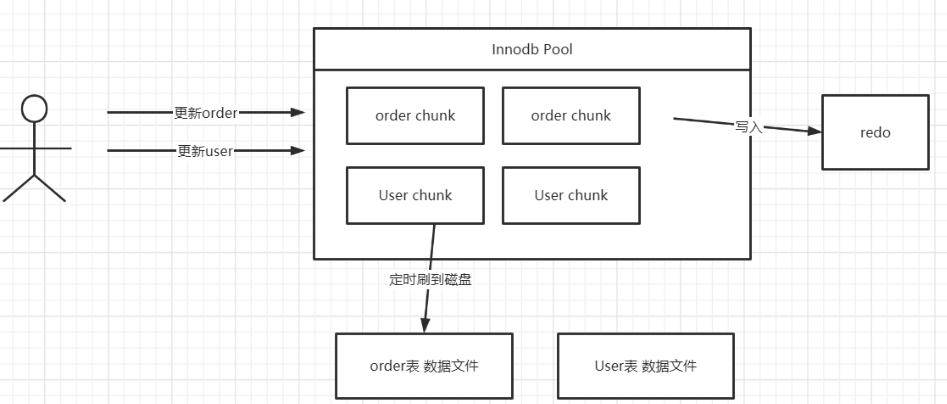 Innodb Pool
更新order
order chunk
order chunk
写入
redo
更新user
User chunk
User chunk
定时刷到磁盘
order表 数据文件
User表 数据文件